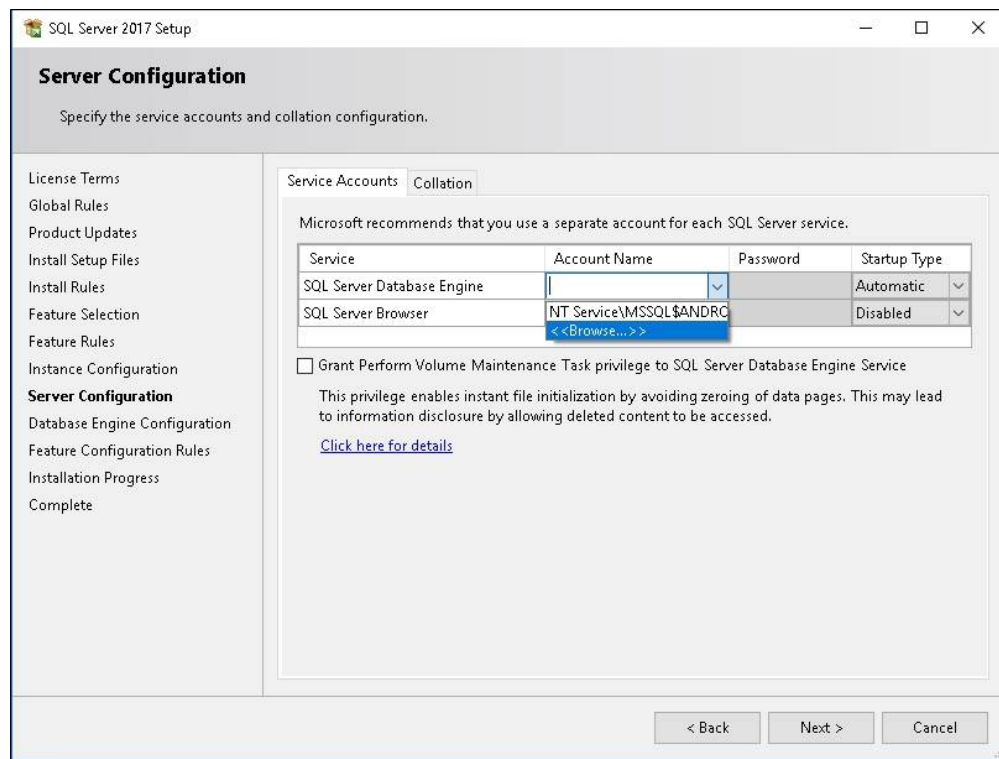 SQL Server 2017 Setup
Server Configuration
Specify the service accounts and collation configuration.
License Terms
Global Rules
Product Updates
Install Setup Files
Install Rules
Feature Selection
Feature Rules
Instance Configuration
Server Configuration
Database Engine Configuration
Feature Configuration Rules
Installation Progress
Complete
Service Accounts Collation
Microsoft recommends that you use a separate account for each SQL Server service.
Service Account Name Password Startup Type
SQL Server Database Engine Automatic
SQL Server Browser NT Service\MSSQL$ANDRO Disabled
<<Browse...>>
Grant Perform Volume Maintenance Task privilege to SQL Server Database Engine Service
This privilege enables instant file initialization by avoiding zeroing of data pages. This may lead
to information disclosure by allowing deleted content to be accessed.
Click here for details
< Back Next > Cancel